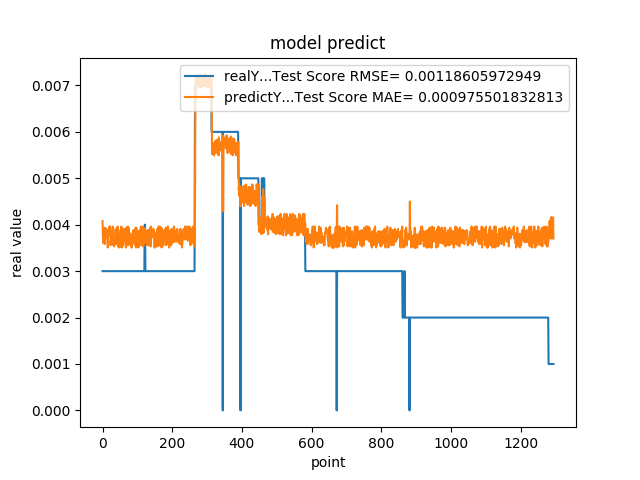 model predict
realY...Test Score RMSE= 0.00118605972949
predictY...Test Score MAE= 0.000975501832813
0.007
0.006
0.005
0.004
0.003
0.002
0.001
0.000
real value
0 200 400 600 800 1000 1200
point